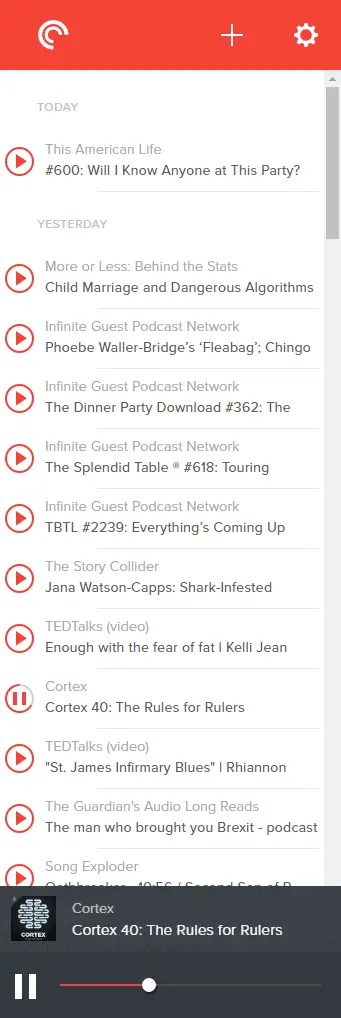 TODAY
This American Life
#600: Will I Know Anyone at This Party?
YESTERDAY
More or Less: Behind the Stats
Child Marriage and Dangerous Algorithms
Infinite Guest Podcast Network
Phoebe Waller-Bridge's ‘Fleabag’; Chingo
Infinite Guest Podcast Network
The Dinner Party Download #362: The
Infinite Guest Podcast Network
The Splendid Table ® #618: Touring
Infinite Guest Podcast Network
TBTL #2239: Everything's Coming Up
The Story Collider
Jana Watson-Capps: Shark-Infested
TEDTalks (video)
Enough with the fear of fat | Kelli Jean
Cortex
Cortex 40: The Rules for Rulers
TEDTalks (video)
"St. James Infirmary Blues" | Rhiannon
The Guardian's Audio Long Reads
The man who brought you Brexit - podcast
Song Exploder
CORTEX
Cortex
Cortex 40: The Rules for Rulers